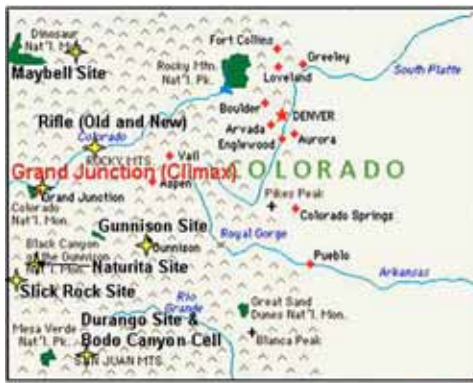 Dinosaur
Nat'l. Mon.
Maybell Site
Fort Collins
Greeley
Rocky Mtn.
Nat'l. Pk.
Loveland
South Platte
Boulder
DENVER
Rifle (Old and New)
Arvada
Colorado
Englewood
Aurora
ROCKY MTS.
Vail
Grand Junction (Climax)
COLORADO
Grand Junction
Aspen
Colorado
Nat'l. Mon.
Pikes Peak
Colorado Springs
Gunnison Site
Black Canyon
of the Gunnison
Nat'l. Mon.
Gunnison
Royal Gorge
Naturita Site
Pueblo
Slick Rock Site
Arkansas
Rio
Grande
Mesa Verde
Nat'l. Pk.
Durango Site &
Bodo Canyon Cell
Great Sand
Dunes Nat'l. Mon.
Blanca Peak
SAN JUAN MTS.